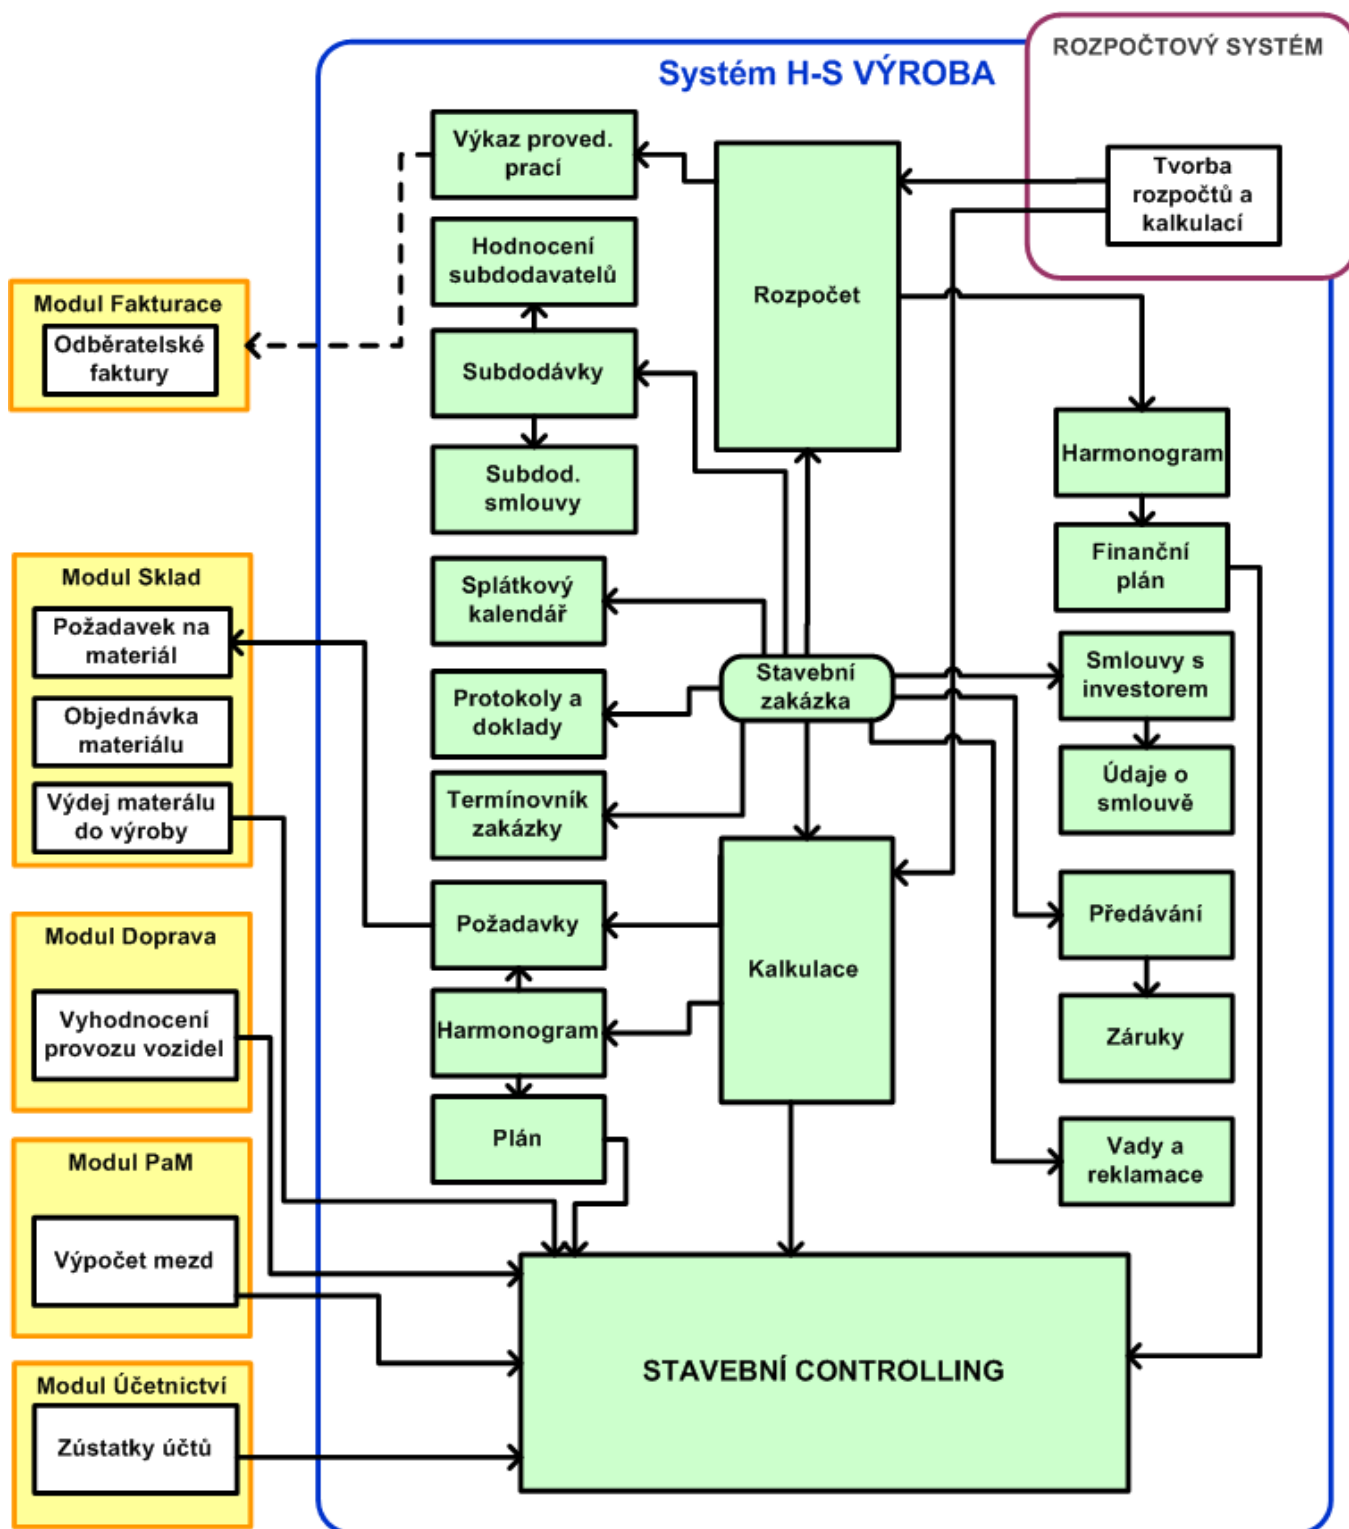 ROZPOČTOVÝ SYSTÉM
Systém H-S VÝROBA
Výkaz proved.
prací
Tvorba
rozpočtů a
kalkulací
Hodnocení
subdodavatelů
Rozpočet
Modul Fakturace
Odběratelské
faktury
Subdodávky
Subdod.
smlouvy
Harmonogram
Finanční
plán
Modul Sklad
Požadavek na
materiál
Objednávka
materiálu
Výdej materálu
do výroby
Splátkový
kalendář
Protokoly a
doklady
Termínovník
zakázky
Stavební
zakázka
Smlouvy s
investorem
Údaje o
smlouvě
Předávání
Záruky
Vady a
reklamace
Požadavky
Kalkulace
Harmonogram
Plán
Modul Doprava
Vyhodnocení
provozu vozidel
Modul PaM
Výpočet mezd
Modul Účetnictví
Zústatky účtů
STAVEBNÍ CONTROLLING